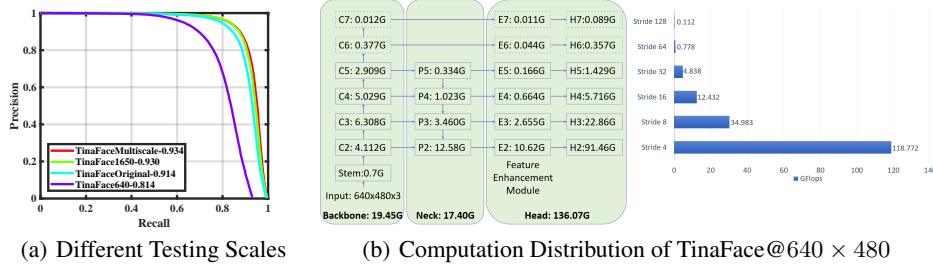 1
0.8
0.6
0.4
0.2
0
Precision
TinaFaceMultiscale-0.934
TinaFace1650-0.930
TinaFaceOriginal-0.914
TinaFace640-0.814
0 0.2 0.4 0.6 0.8 1
Recall
(a) Different Testing Scales
C7: 0.012G E7: 0.011G H7:0.089G
C6: 0.377G E6: 0.044G H6:0.357G
C5: 2.909G P5: 0.334G E5: 0.166G H5:1.429G
C4: 5.029G P4: 1.023G E4: 0.664G H4:5.716G
C3: 6.308G P3: 3.460G E3: 2.655G H3:22.86G
C2: 4.112G P2: 12.58G E2: 10.62G H2:91.46G
Stem:0.7G
Feature
Enhancement
Module
Input: 640x480x3
Backbone: 19.45G Neck: 17.40G Head: 136.07G
Stride 128 0.112
Stride 64 0.778
Stride 32 4.838
Stride 16 12.432
Stride 8 34.983
Stride 4 118.772
0 20 40 60 80 100 120 14
GFlops
(b) Computation Distribution of TinaFace@640 × 480